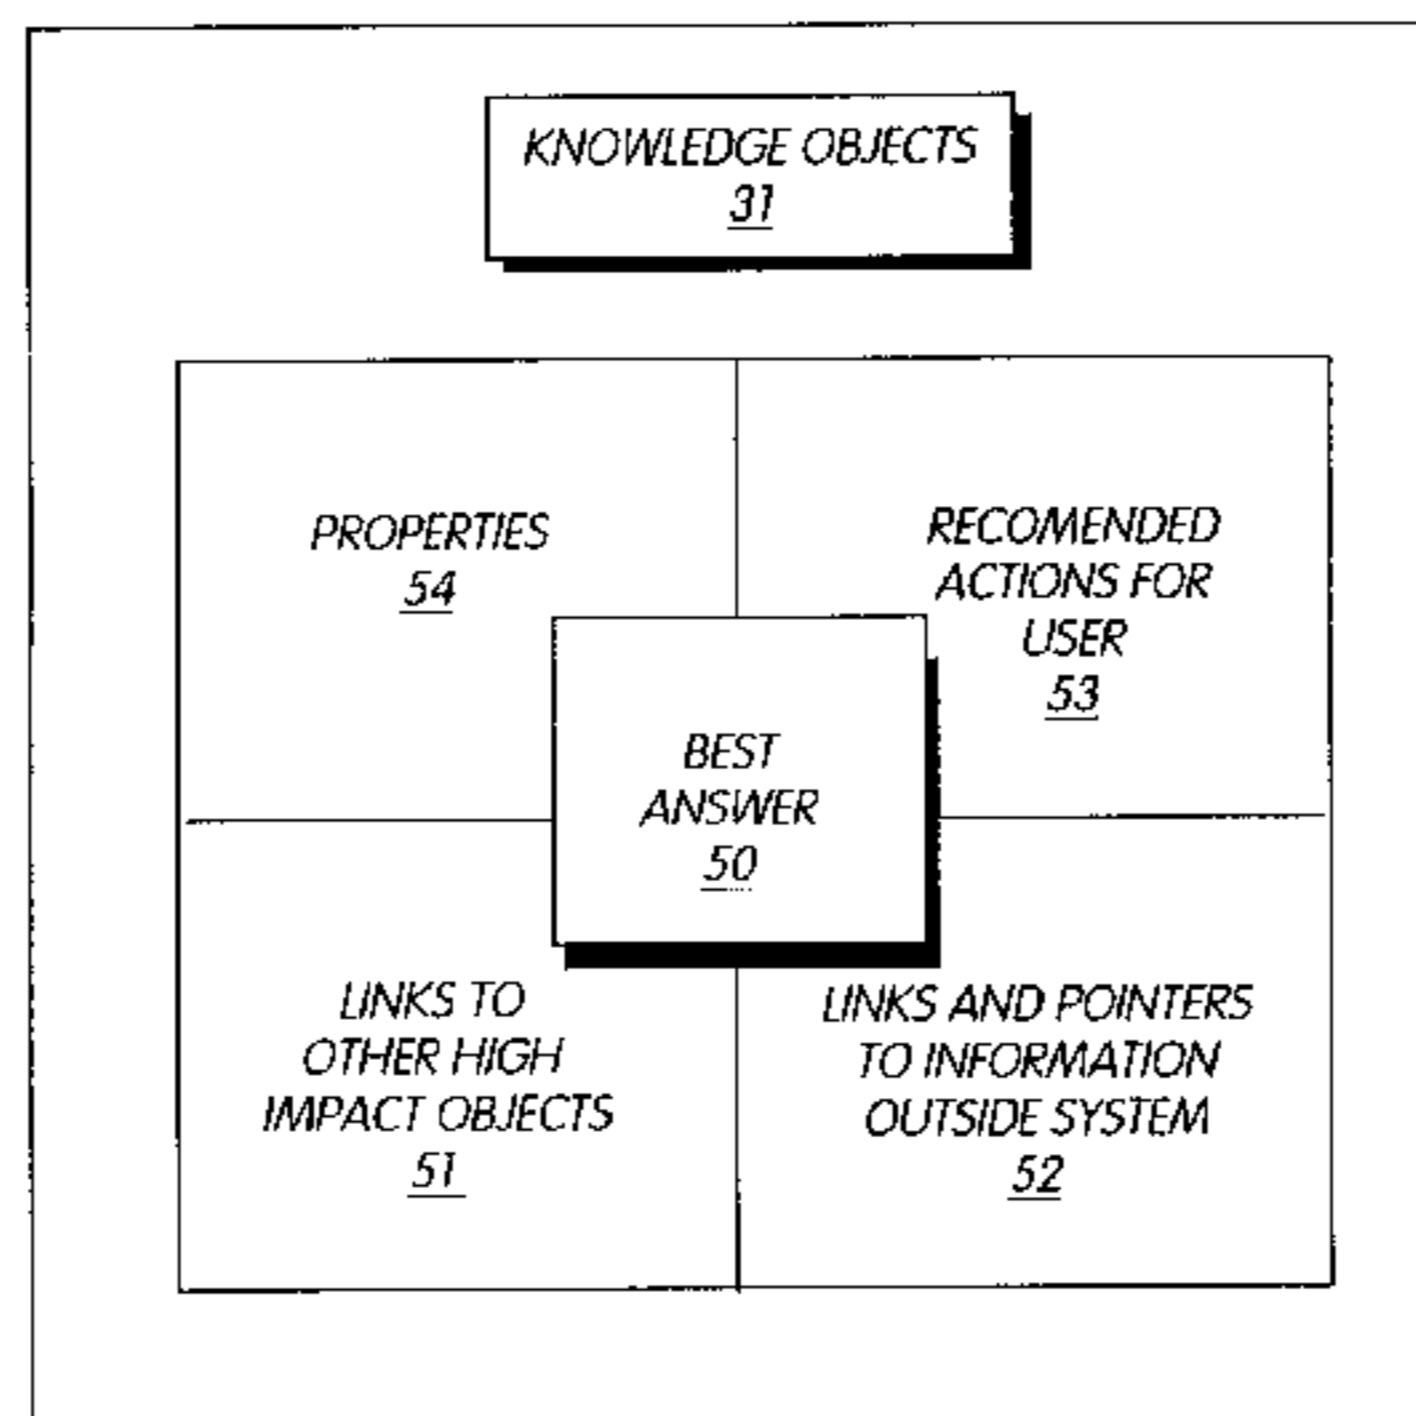 KNOWLEDGE OBJECTS
31
PROPERTIES
54
RECOMENDED
ACTIONS FOR
USER
53
BEST
ANSWER
50
LINKS TO
OTHER HIGH
IMPACT OBJECTS
51
LINKS AND POINTERS
TO INFORMATION
OUTSIDE SYSTEM
52